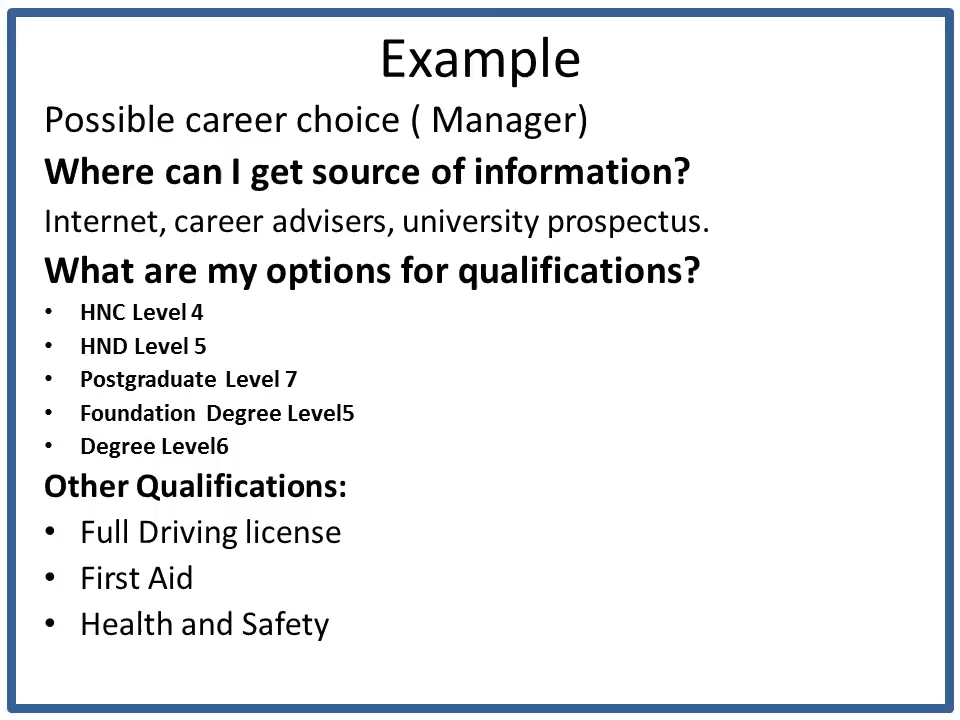 Example
Possible career choice ( Manager)
Where can I get source of information?
Internet, career advisers, university prospectus.
What are my options for qualifications?
• HNC Level 4
• HND Level 5
• Postgraduate Level 7
• Foundation Degree Level5
• Degree Level6
Other Qualifications:
• Full Driving license
• First Aid
• Health and Safety